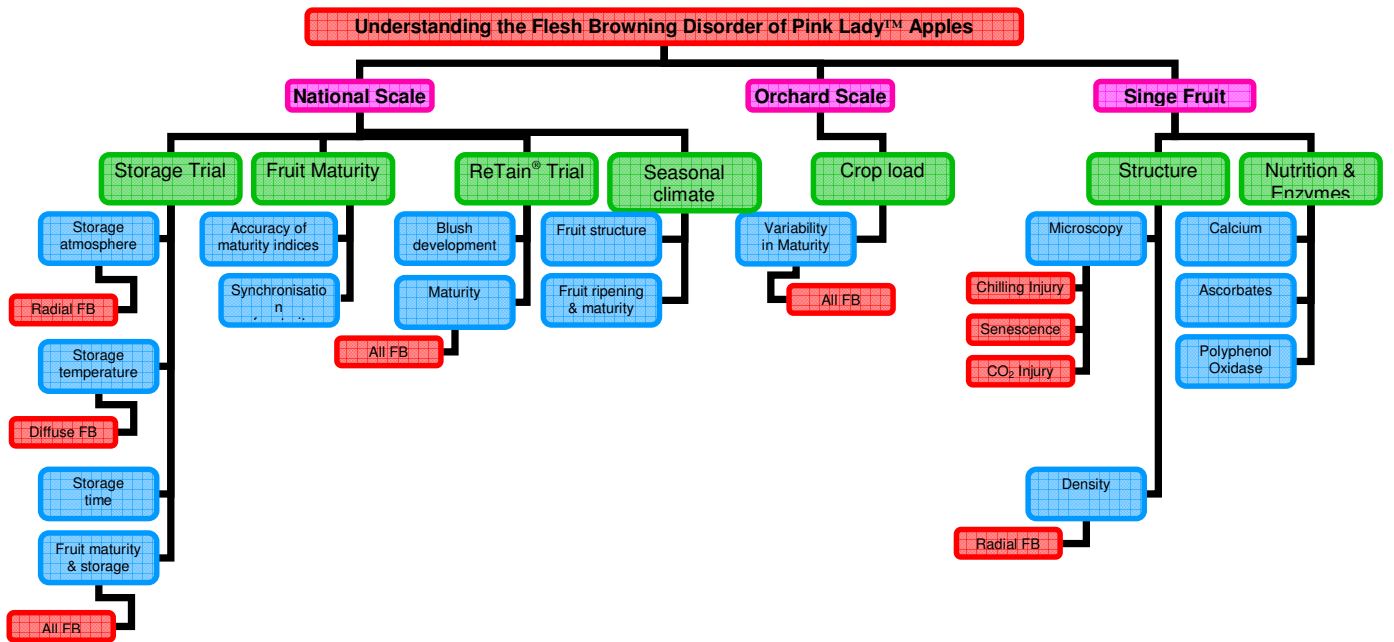 Understanding the Flesh Browning Disorder of Pink Lady™ Apples
National Scale
Orchard Scale
Singe Fruit
Storage Trial
Fruit Maturity
ReTain® Trial
Seasonal
climate
Crop load
Structure
Nutrition &
Enzymes
Storage
atmosphere
Accuracy of
maturity indices
Blush
development
Fruit structure
Variability
in Maturity
Microscopy
Calcium
Radial FB
Synchronisatio
n
Maturity
Fruit ripening
& maturity
All FB
Chilling Injury
Ascorbates
Senescence
All FB
Storage
temperature
CO₂ Injury
Polyphenol
Oxidase
Diffuse FB
Storage
time
Density
Fruit maturity
& storage
Radial FB
All FB